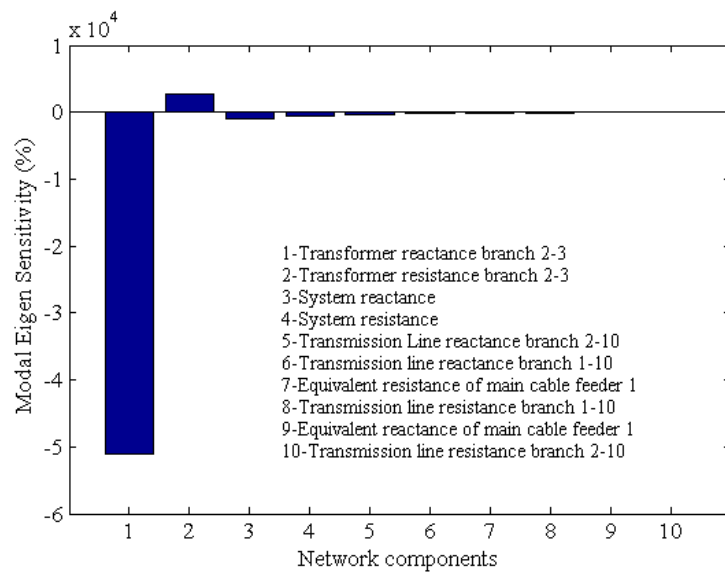 x 10^4
1
0
-1
-2
-3
-4
-5
-6
Modal Eigen Sensitivity (%)
1-Transformer reactance branch 2-3
2-Transformer resistance branch 2-3
3-System reactance
4-System resistance
5-Transmission Line reactance branch 2-10
6-Transmission line reactance branch 1-10
7-Equivalent resistance of main cable feeder 1
8-Transmission line resistance branch 1-10
9-Equivalent reactance of main cable feeder 1
10-Transmission line resistance branch 2-10
1 2 3 4 5 6 7 8 9 10
Network components